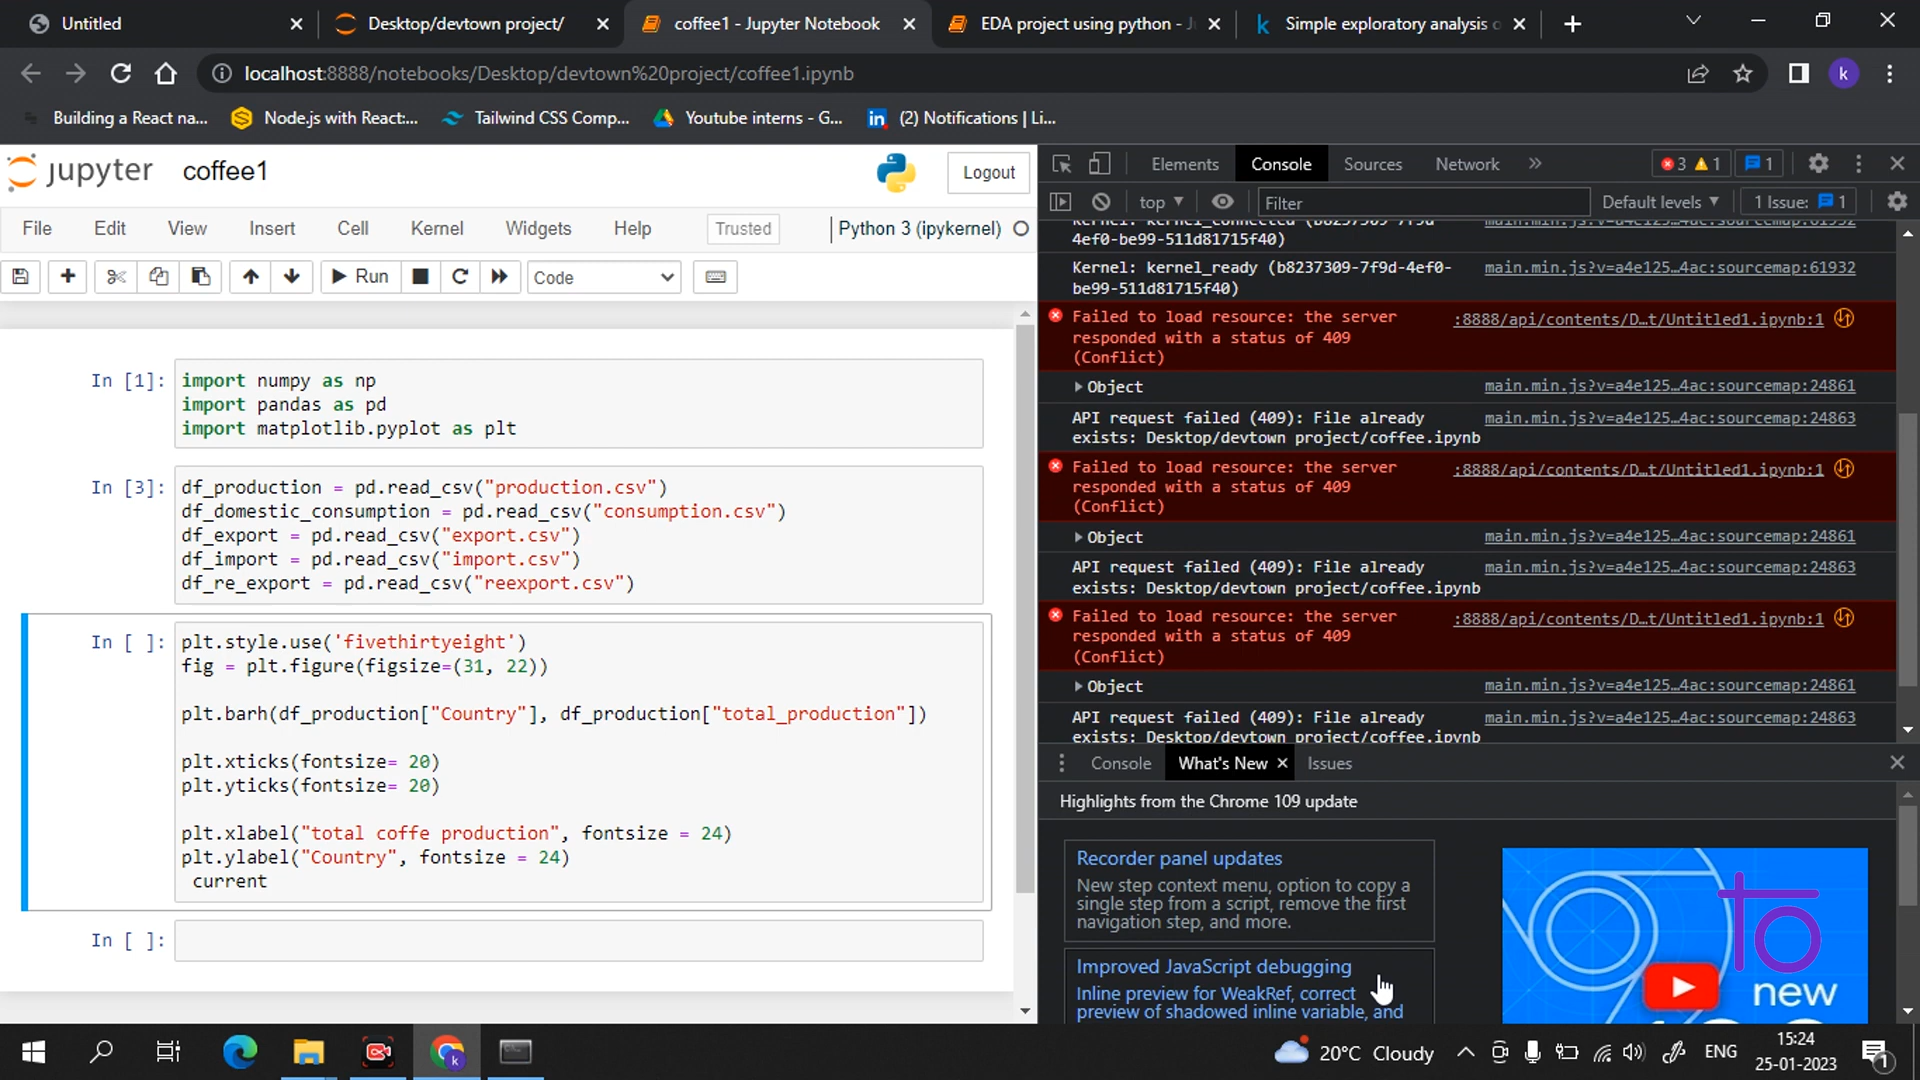 Untitled
Desktop/devtown project/
coffee1 - Jupyter Notebook
EDA project using python -
Simple exploratory analysis
localhost:8888/notebooks/Desktop/devtown%20project/coffee1.ipynb
k
Building a React na...
Node.js with React:...
Tailwind CSS Comp...
Youtube interns - G...
(2) Notifications | Li...
jupyter
coffee1
Logout
File
Edit
View
Insert
Cell
Kernel
Widgets
Help
Trusted
Python 3 (ipykernel)
Run
Code
In [1]:
import numpy as np
import pandas as pd
import matplotlib.pyplot as plt
In [3]:
df_production = pd.read_csv("production.csv")
df_domestic_consumption = pd.read_csv("consumption.csv")
df_export = pd.read_csv("export.csv")
df_import = pd.read_csv("import.csv")
df_re_export = pd.read_csv("reexport.csv")
In [ ]:
plt.style.use('fivethirtyeight')
fig = plt.figure(figsize=(31, 22))
plt.barh(df_production["Country"], df_production["total_production"])
plt.xticks(fontsize= 20)
plt.yticks(fontsize= 20)
plt.xlabel("total coffe production", fontsize = 24)
plt.ylabel("Country", fontsize = 24)
current
In [ ]:
Elements
Console
Sources
Network
3
1
1
top
Filter
Default levels
1 Issue:
1
Kernel: kernel_connected (b8237309-7f9d-
main.min.js?v=a4e125…4ac:sourcemap:61932
4ef0-be99-511d81715f40)
Kernel: kernel_ready (b8237309-7f9d-4ef0-
main.min.js?v=a4e125…4ac:sourcemap:61932
be99-511d81715f40)
Failed to load resource: the server
:8888/api/contents/D…t/Untitled1.ipynb:1
responded with a status of 409
(Conflict)
Object
main.min.js?v=a4e125…4ac:sourcemap:24861
API request failed (409): File already
main.min.js?v=a4e125…4ac:sourcemap:24863
exists: Desktop/devtown project/coffee.ipynb
Failed to load resource: the server
:8888/api/contents/D…t/Untitled1.ipynb:1
responded with a status of 409
(Conflict)
Object
main.min.js?v=a4e125…4ac:sourcemap:24861
API request failed (409): File already
main.min.js?v=a4e125…4ac:sourcemap:24863
exists: Desktop/devtown project/coffee.ipynb
Failed to load resource: the server
:8888/api/contents/D…t/Untitled1.ipynb:1
responded with a status of 409
(Conflict)
Object
main.min.js?v=a4e125…4ac:sourcemap:24861
API request failed (409): File already
main.min.js?v=a4e125…4ac:sourcemap:24863
exists: Desktop/devtown project/coffee.ipynb
Console
What's New
Issues
Highlights from the Chrome 109 update
Recorder panel updates
New step context menu, option to copy a
single step from a script, remove the first
navigation step, and more.
Improved JavaScript debugging
Inline preview for WeakRef, correct
preview of shadowed inline variable, and
new
20°C Cloudy
ENG
15:24
25-01-2023
1